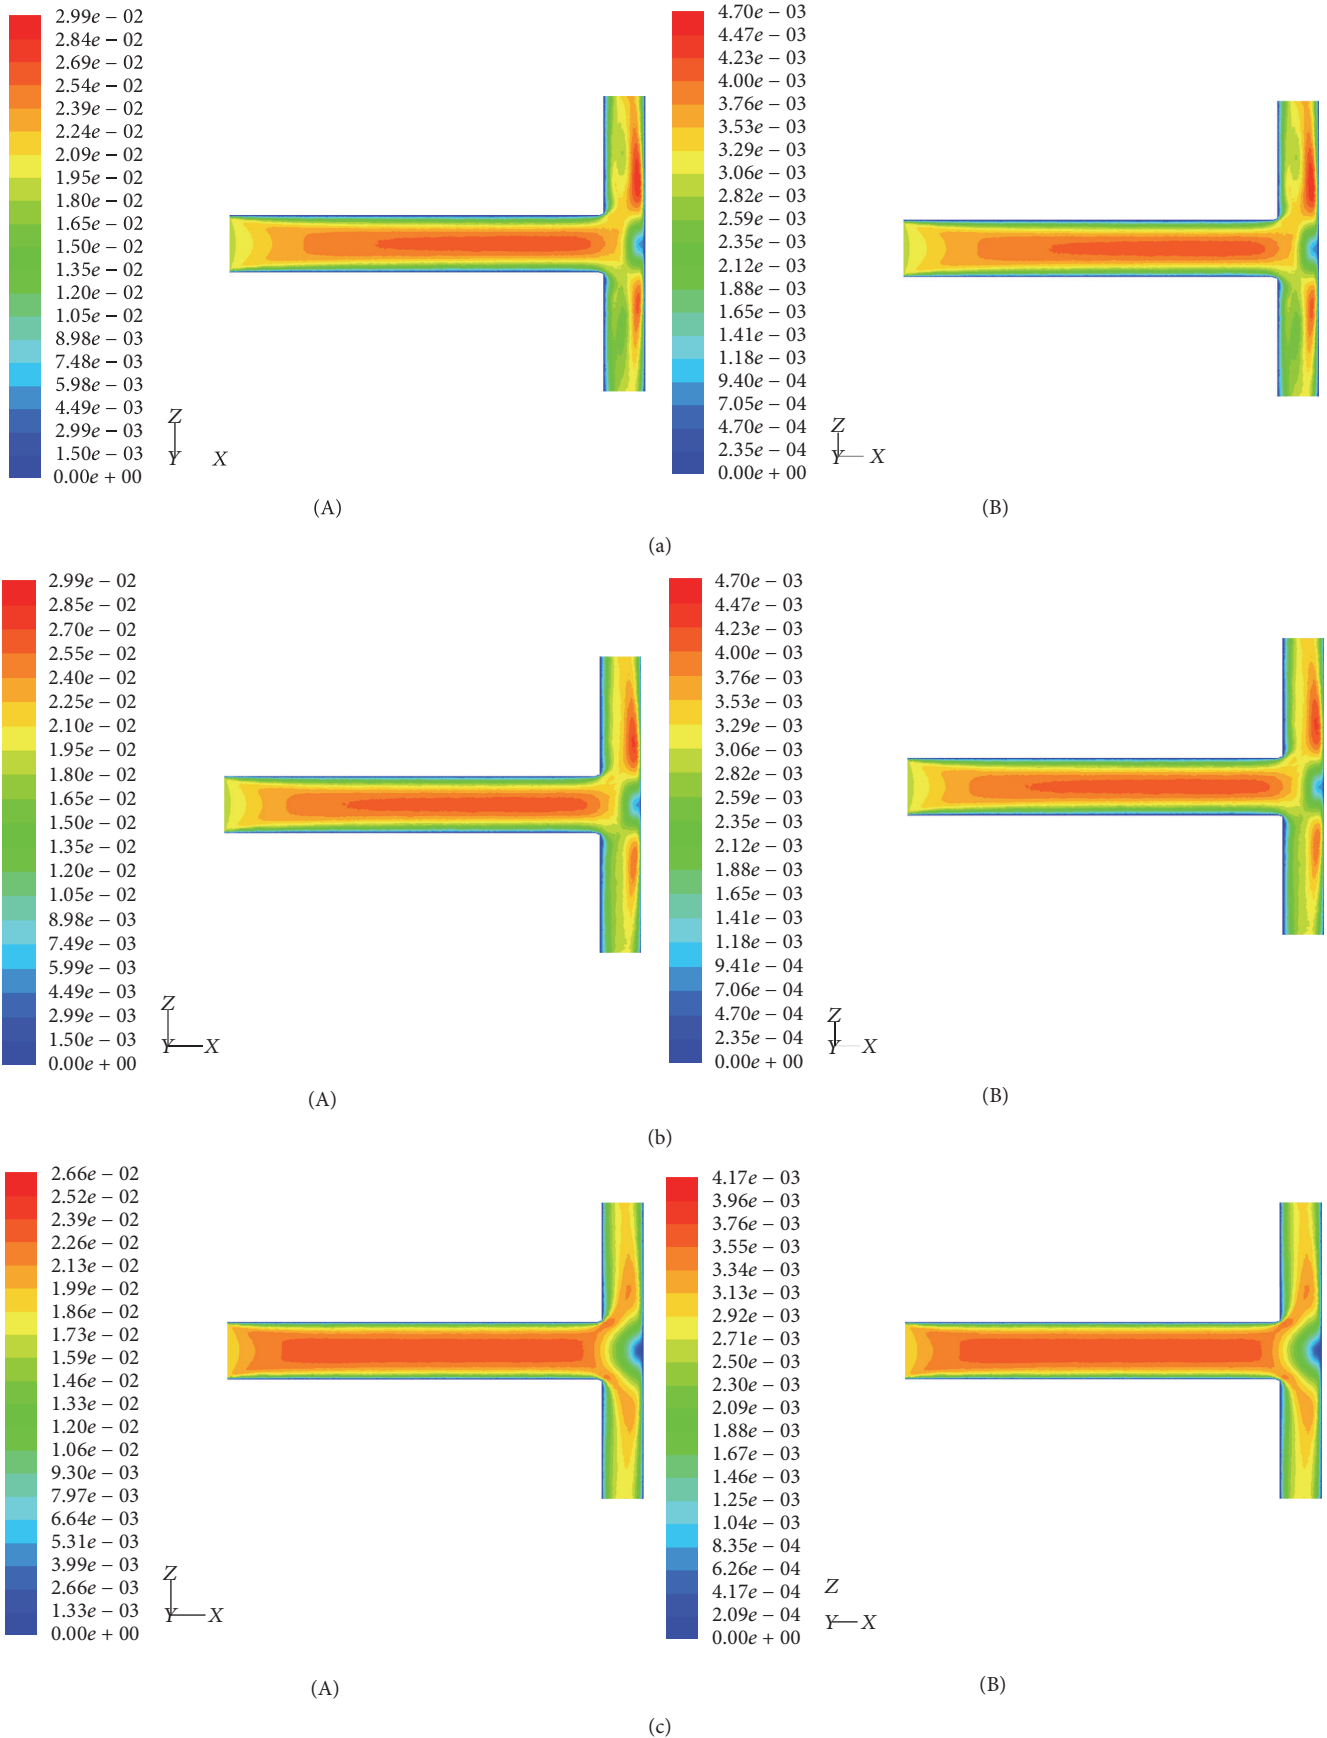 2.99e − 02
2.84e − 02
2.69e − 02
2.54e − 02
2.39e − 02
2.24e − 02
2.09e − 02
1.95e − 02
1.80e − 02
1.65e − 02
1.50e − 02
1.35e − 02
1.20e − 02
1.05e − 02
8.98e − 03
7.48e − 03
5.98e − 03
4.49e − 03
2.99e − 03
1.50e − 03
0.00e + 00
Z
Y X
(A)
4.70e − 03
4.47e − 03
4.23e − 03
4.00e − 03
3.76e − 03
3.53e − 03
3.29e − 03
3.06e − 03
2.82e − 03
2.59e − 03
2.35e − 03
2.12e − 03
1.88e − 03
1.65e − 03
1.41e − 03
1.18e − 03
9.40e − 04
7.05e − 04
4.70e − 04
2.35e − 04
0.00e + 00
Z
Y X
(B)
(a)
2.99e − 02
2.85e − 02
2.70e − 02
2.55e − 02
2.40e − 02
2.25e − 02
2.10e − 02
1.95e − 02
1.80e − 02
1.65e − 02
1.50e − 02
1.35e − 02
1.20e − 02
1.05e − 02
8.98e − 03
7.49e − 03
5.99e − 03
4.49e − 03
2.99e − 03
1.50e − 03
0.00e + 00
Z
Y X
(A)
4.70e − 03
4.47e − 03
4.23e − 03
4.00e − 03
3.76e − 03
3.53e − 03
3.29e − 03
3.06e − 03
2.82e − 03
2.59e − 03
2.35e − 03
2.12e − 03
1.88e − 03
1.65e − 03
1.41e − 03
1.18e − 03
9.41e − 04
7.06e − 04
4.70e − 04
2.35e − 04
0.00e + 00
Z
Y X
(B)
(b)
2.66e − 02
2.52e − 02
2.39e − 02
2.26e − 02
2.13e − 02
1.99e − 02
1.86e − 02
1.73e − 02
1.59e − 02
1.46e − 02
1.33e − 02
1.20e − 02
1.06e − 02
9.30e − 03
7.97e − 03
6.64e − 03
5.31e − 03
3.99e − 03
2.66e − 03
1.33e − 03
0.00e + 00
Z
Y X
(A)
4.17e − 03
3.96e − 03
3.76e − 03
3.55e − 03
3.34e − 03
3.13e − 03
2.92e − 03
2.71e − 03
2.50e − 03
2.30e − 03
2.09e − 03
1.88e − 03
1.67e − 03
1.46e − 03
1.25e − 03
1.04e − 03
8.35e − 04
6.26e − 04
4.17e − 04
2.09e − 04
0.00e + 00
Z
Y X
(B)
(c)